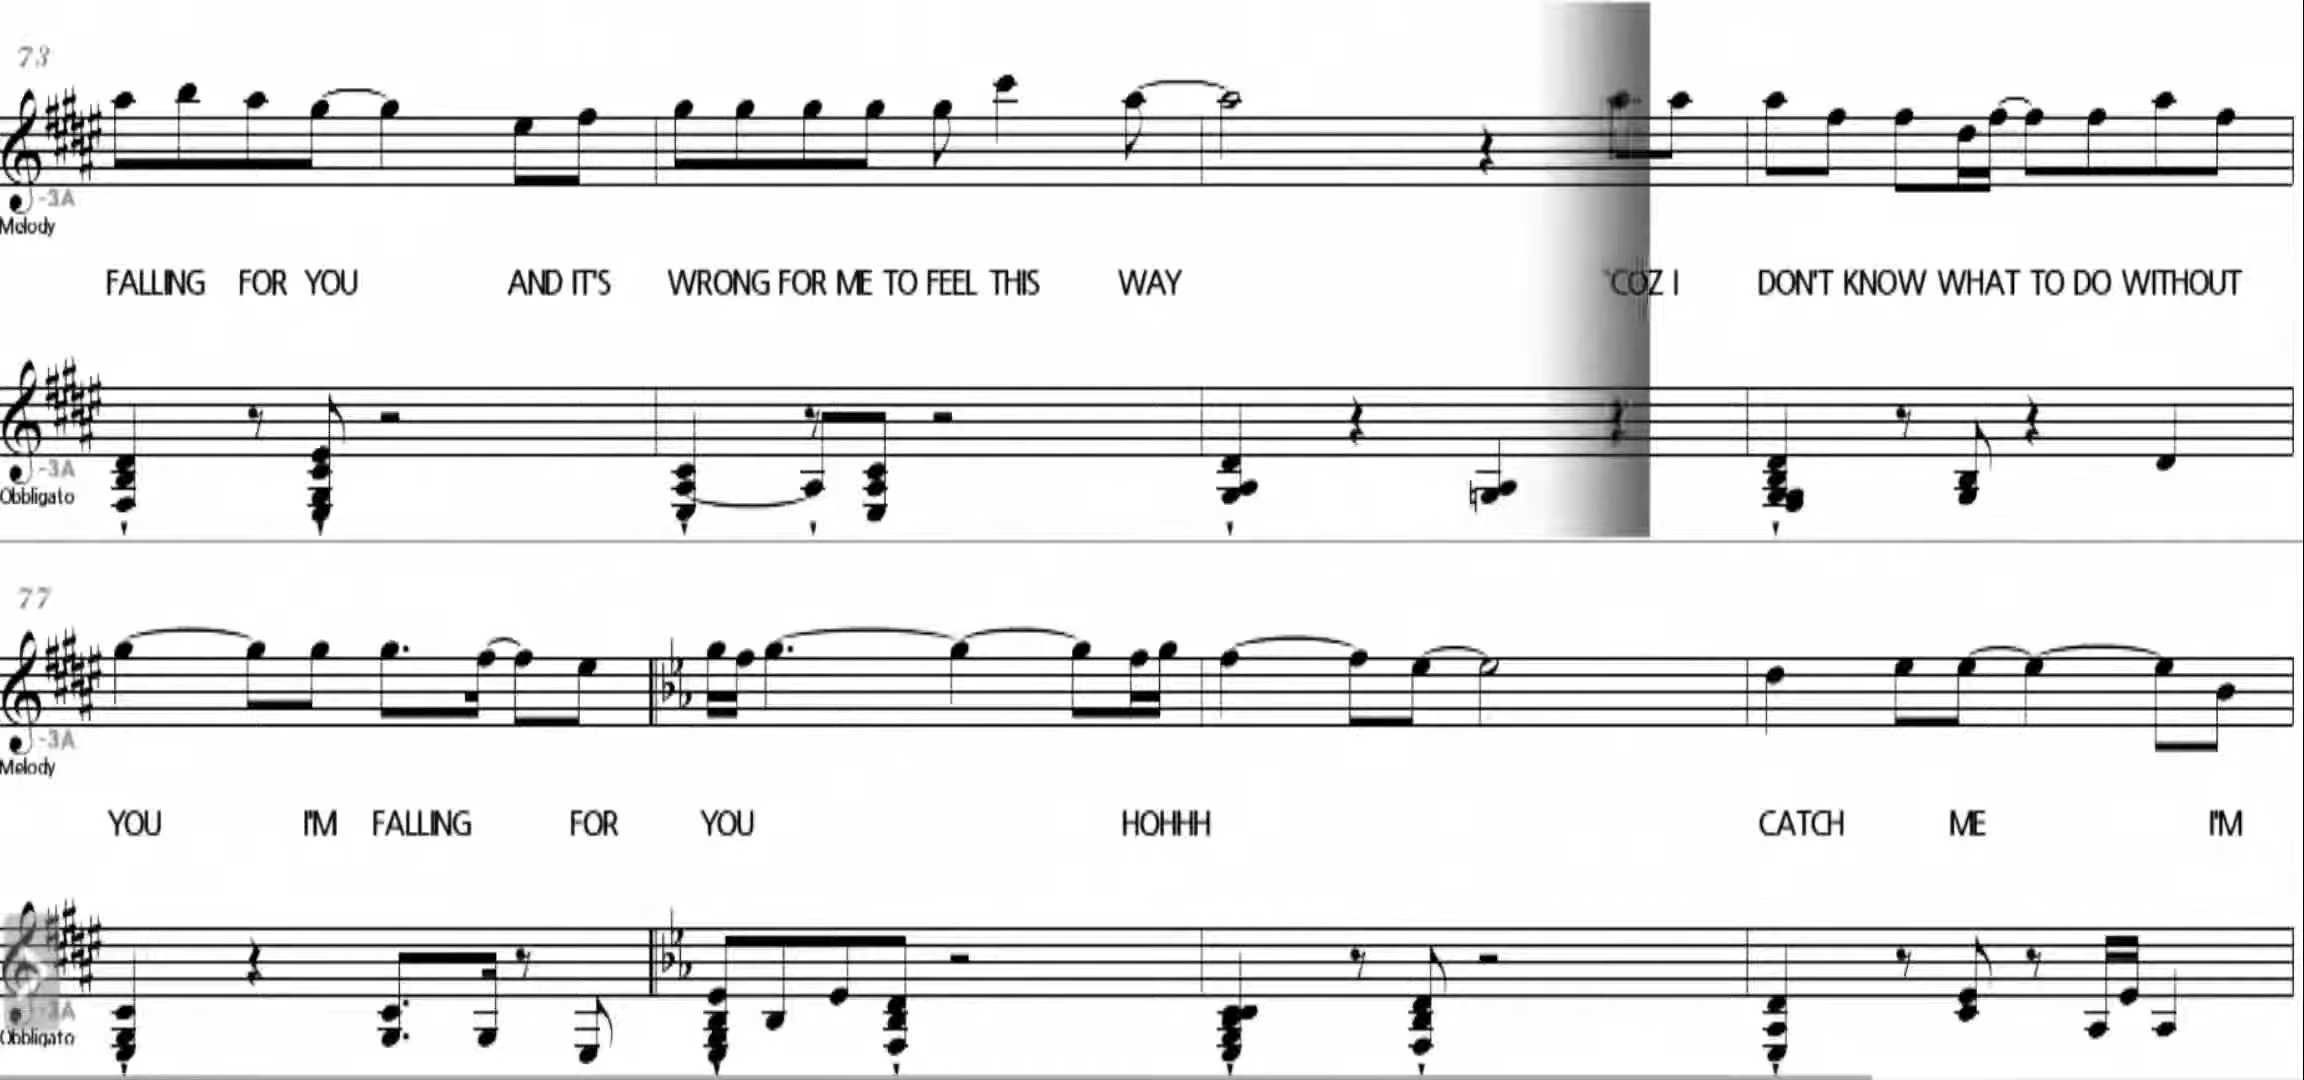 73
-3A
Melody
FALLING FOR YOU AND IT'S WRONG FOR ME TO FEEL THIS WAY 'COZ I DON'T KNOW WHAT TO DO WITHOUT
-3A
Obbligato
77
-3A
Melody
YOU I'M FALLING FOR YOU HOHHH CATCH ME I'M
-3A
Obbligato